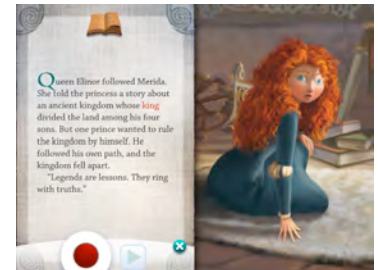 Queen Elinor followed Merida.
She told the princess a story about
an ancient kingdom whose king
divided the land among his four
sons. But one prince wanted to rule
the kingdom by himself. He
followed his own path, and the
kingdom fell apart.
"Legends are lessons. They ring
with truths."